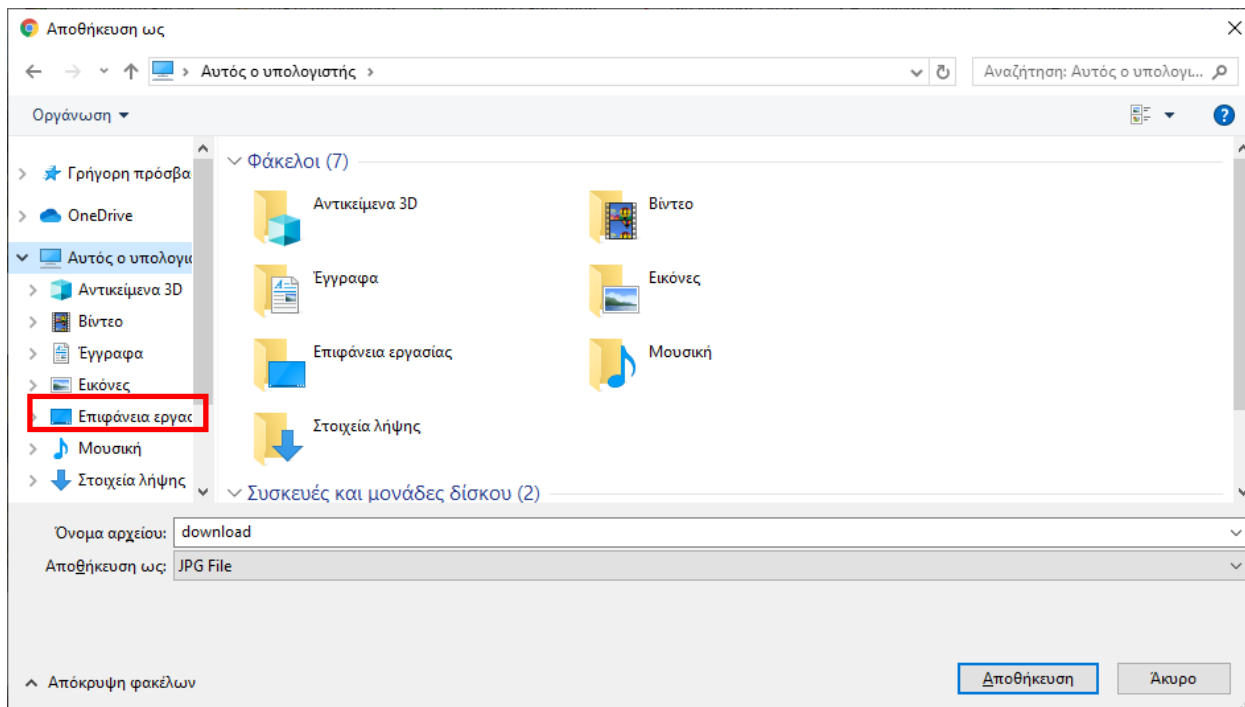 Αποθήκευση ως
Αυτός ο υπολογιστής
Αναζήτηση: Αυτός ο υπολογι...
Οργάνωση
Γρήγορη πρόσβα
OneDrive
Αυτός ο υπολογισ
Αντικείμενα 3D
Βίντεο
Έγγραφα
Εικόνες
Επιφάνεια εργασ
Μουσική
Στοιχεία λήψης
Φάκελοι (7)
Αντικείμενα 3D
Βίντεο
Έγγραφα
Εικόνες
Επιφάνεια εργασίας
Μουσική
Στοιχεία λήψης
Συσκευές και μονάδες δίσκου (2)
Όνομα αρχείου: download
Αποθήκευση ως: JPG File
Απόκρυψη φακέλων
Αποθήκευση
Άκυρο